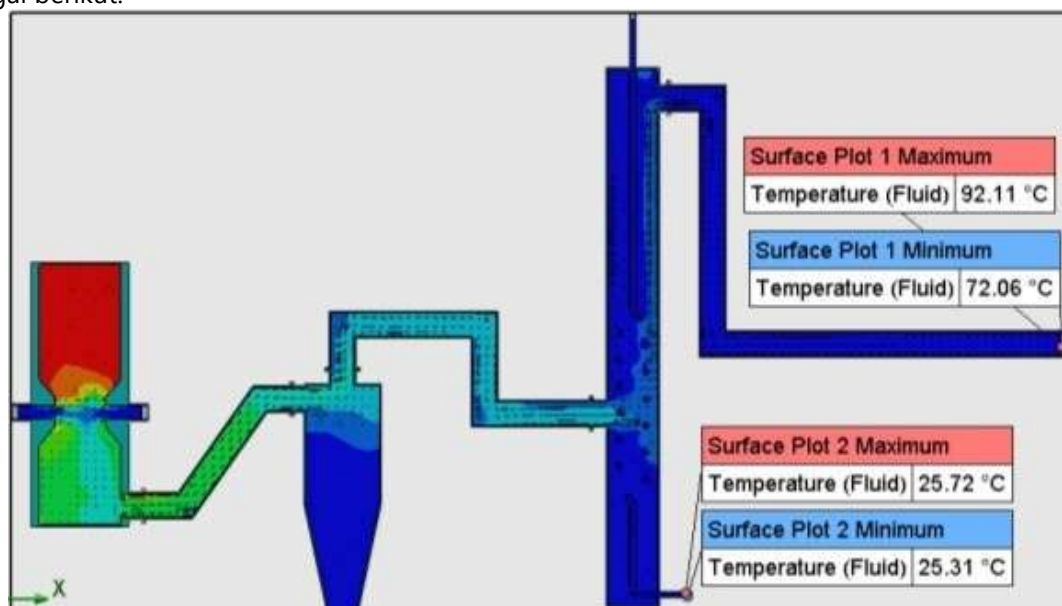 Surface Plot 1 Maximum
Temperature (Fluid) 92.11 °C
Surface Plot 1 Minimum
Temperature (Fluid) 72.06 °C
Surface Plot 2 Maximum
Temperature (Fluid) 25.72 °C
Surface Plot 2 Minimum
Temperature (Fluid) 25.31 °C
X